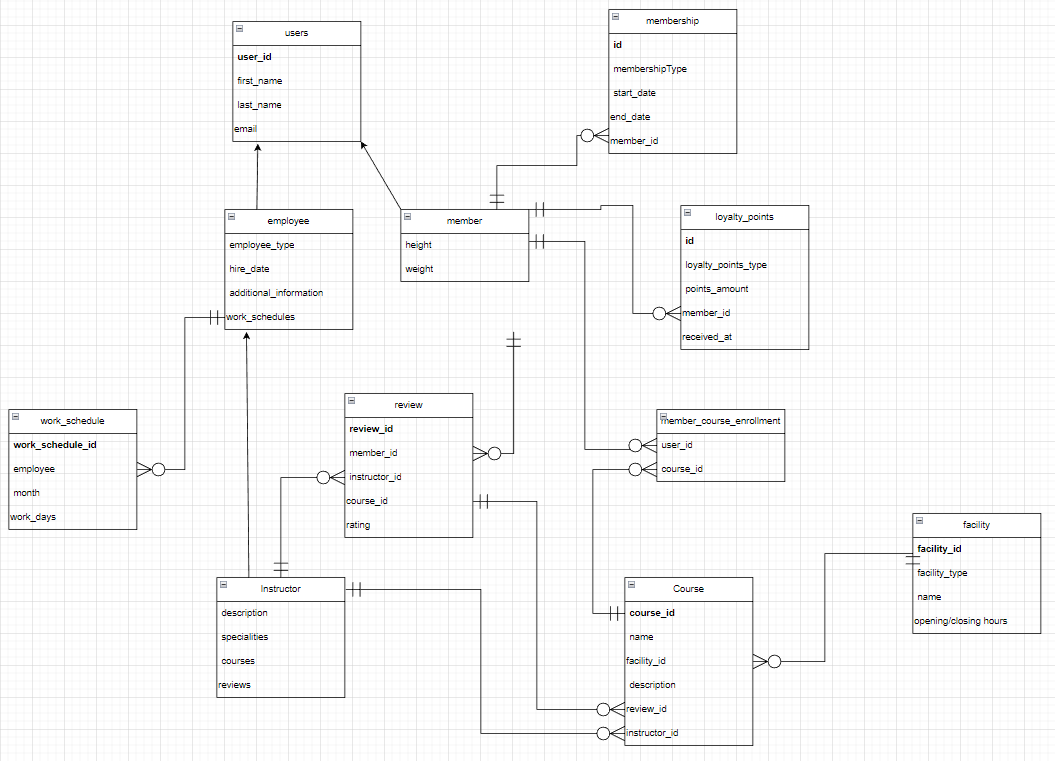 users
user_id
first_name
last_name
email
membership
id
membershipType
start_date
end_date
member_id
employee
employee_type
hire_date
additional_information
work_schedules
member
height
weight
loyalty_points
id
loyalty_points_type
points_amount
member_id
received_at
work_schedule
work_schedule_id
employee
month
work_days
review
review_id
member_id
instructor_id
course_id
rating
member_course_enrollment
user_id
course_id
facility
facility_id
facility_type
name
opening/closing hours
Instructor
description
specialities
courses
reviews
Course
course_id
name
facility_id
description
review_id
instructor_id